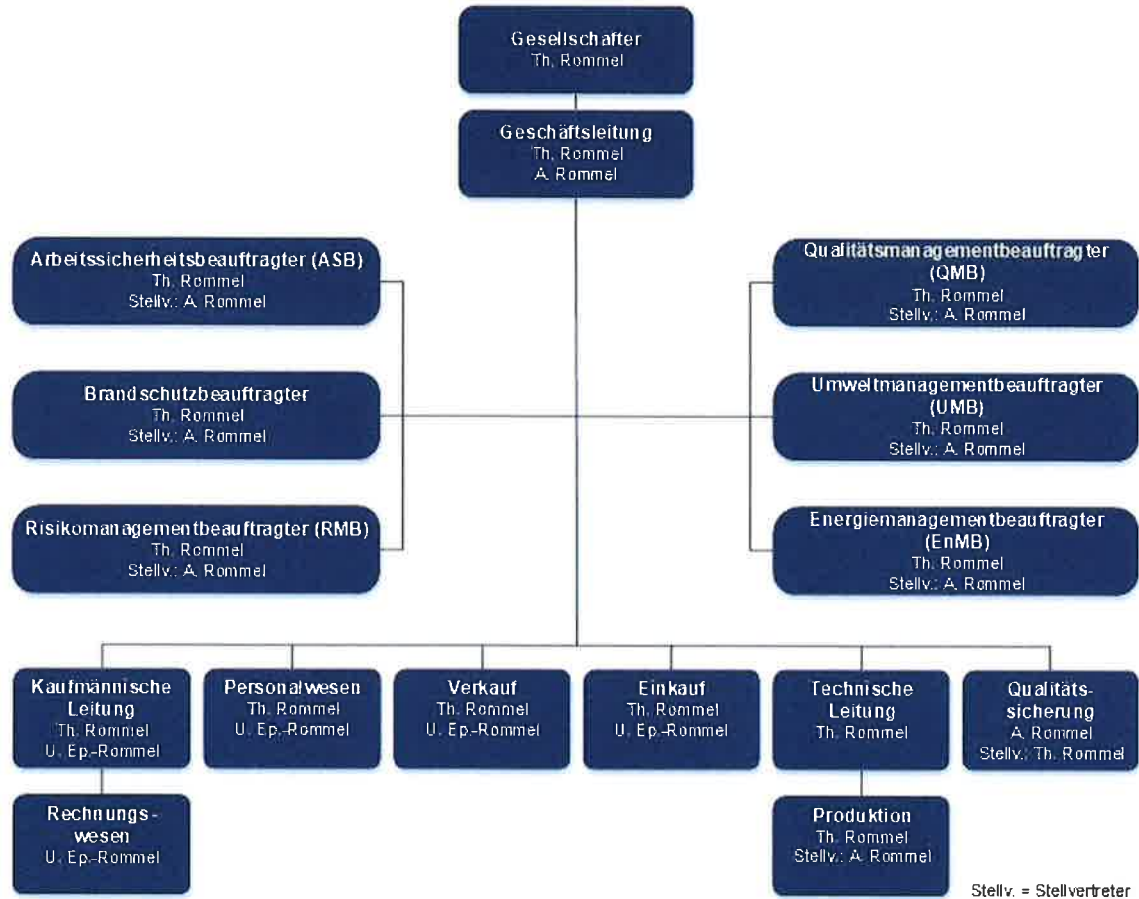 Gesellschafter
Th. Rommel
Geschäftsleitung
Th. Rommel
A. Rommel
Arbeitssicherheitsbeauftragter (ASB)
Th. Rommel
Stellv.: A. Rommel
Qualitätsmanagementbeauftragter
(QMB)
Th. Rommel
Stellv.: A. Rommel
Brandschutzbeauftragter
Th. Rommel
Stellv.: A. Rommel
Umweltmanagementbeauftragter
(UMB)
Th. Rommel
Stellv.: A. Rommel
Risikomanagementbeauftragter (RMB)
Th. Rommel
Stellv.: A. Rommel
Energiemanagementbeauftragter
(EnMB)
Th. Rommel
Stellv.: A. Rommel
Kaufmännische
Leitung
Th. Rommel
U. Ep.-Rommel
Personalwesen
Th. Rommel
U. Ep.-Rommel
Verkauf
Th. Rommel
U. Ep.-Rommel
Einkauf
Th. Rommel
U. Ep.-Rommel
Technische
Leitung
Th. Rommel
Qualitäts-
sicherung
A. Rommel
Stellv.: Th. Rommel
Rechnungs-
wesen
U. Ep.-Rommel
Produktion
Th. Rommel
Stellv.: A. Rommel
Stellv. = Stellvertreter